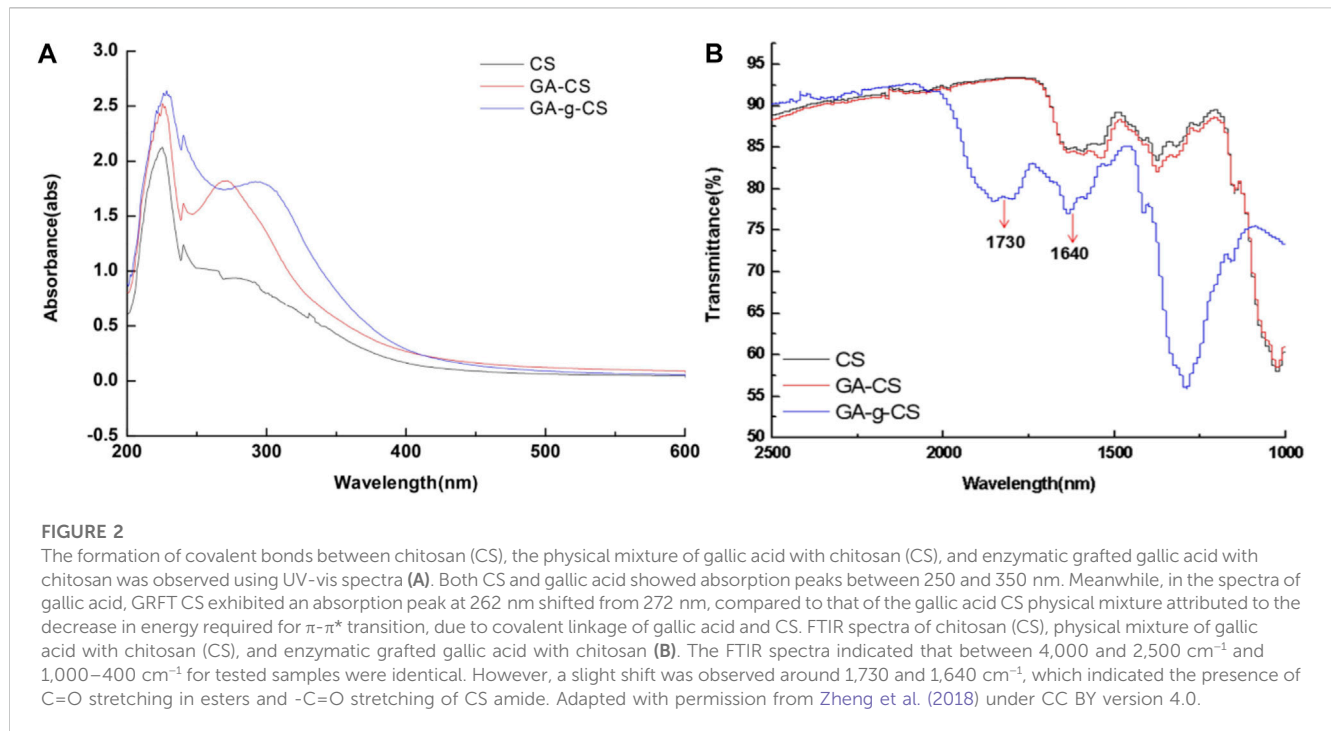 A
3.0
2.5
2.0
1.5
1.0
0.5
0.0
-0.5
Absorbance(abs)
CS
GA-CS
GA-g-CS
200
300
400
500
600
Wavelength(nm)
B
95
90
85
80
75
70
65
60
55
50
Transmittance(%)
1730
1640
CS
GA-CS
GA-g-CS
2500
2000
1500
1000
Wavelength(nm)
FIGURE 2
The formation of covalent bonds between chitosan (CS), the physical mixture of gallic acid with chitosan (CS), and enzymatic grafted gallic acid with
chitosan was observed using UV-vis spectra (A). Both CS and gallic acid showed absorption peaks between 250 and 350 nm. Meanwhile, in the spectra of
gallic acid, GRFT CS exhibited an absorption peak at 262 nm shifted from 272 nm, compared to that of the gallic acid CS physical mixture attributed to the
decrease in energy required for π-π* transition, due to covalent linkage of gallic acid and CS. FTIR spectra of chitosan (CS), physical mixture of gallic
acid with chitosan (CS), and enzymatic grafted gallic acid with chitosan (B). The FTIR spectra indicated that between 4,000 and 2,500 cm⁻¹ and
1,000–400 cm⁻¹ for tested samples were identical. However, a slight shift was observed around 1,730 and 1,640 cm⁻¹, which indicated the presence of
C=O stretching in esters and -C=O stretching of CS amide. Adapted with permission from Zheng et al. (2018) under CC BY version 4.0.